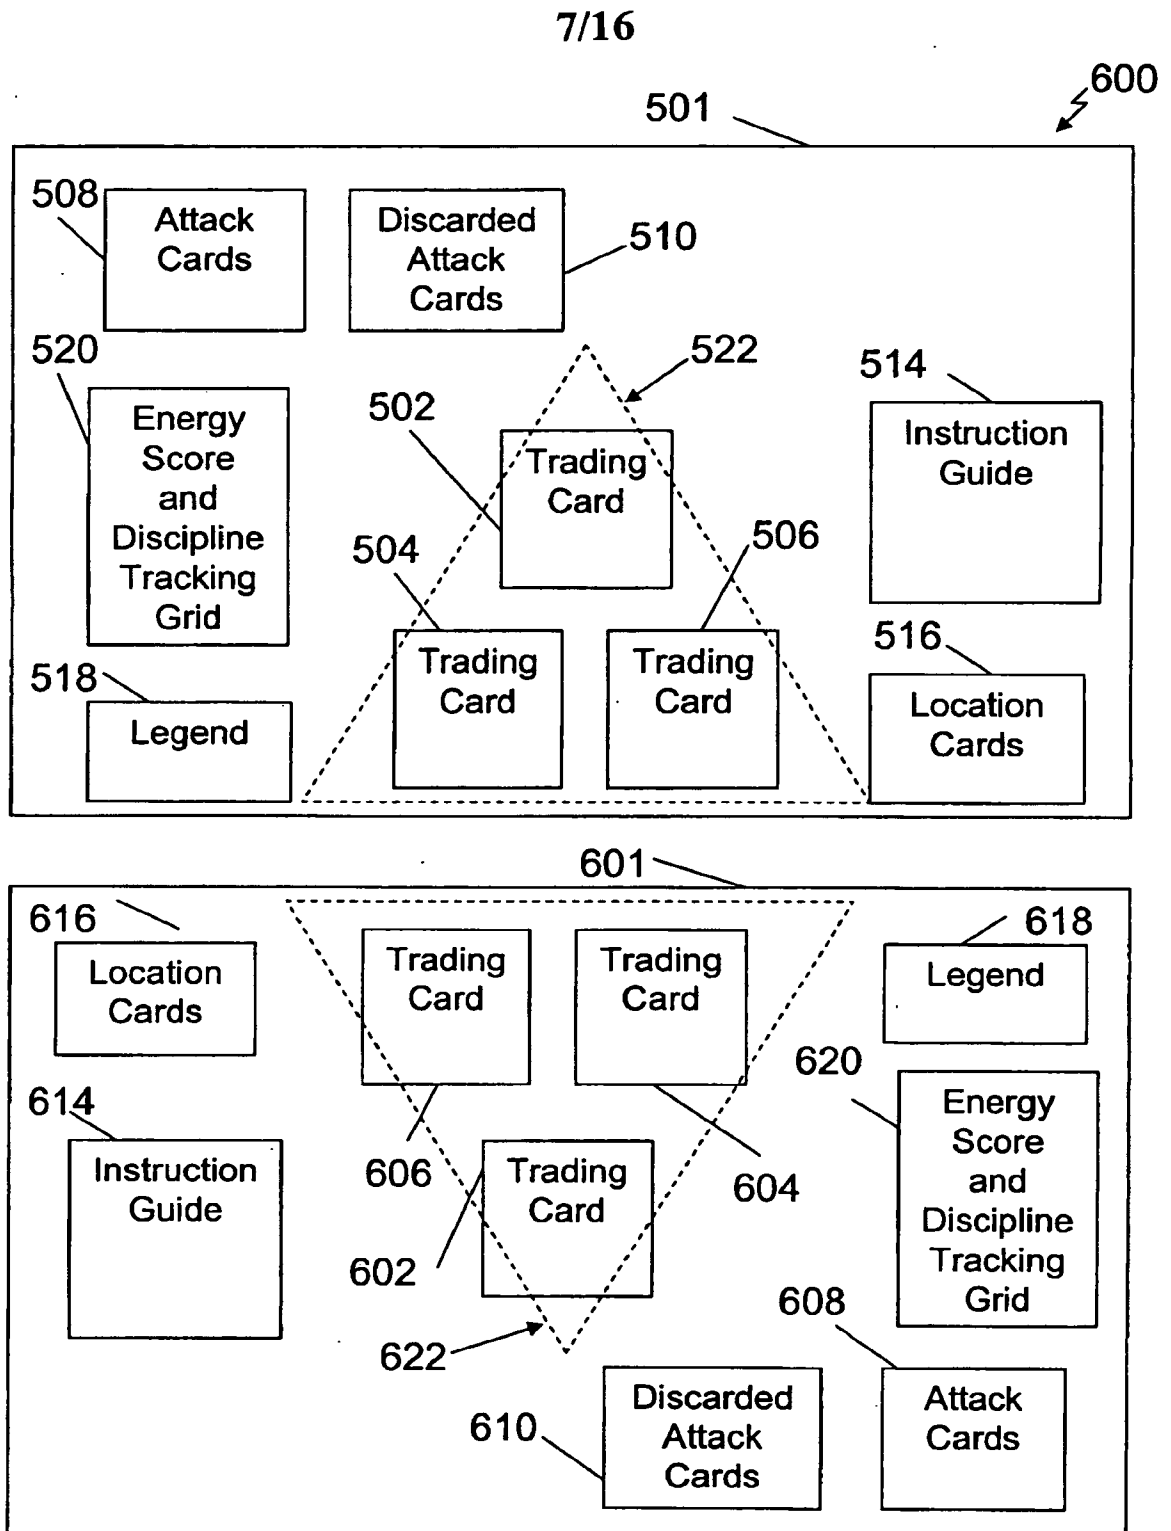 7/16
600
501
508
Attack
Cards
Discarded
Attack
Cards
510
520
Energy
Score
and
Discipline
Tracking
Grid
522
502
Trading
Card
514
Instruction
Guide
504
Trading
Card
506
Trading
Card
516
Location
Cards
518
Legend
601
616
Location
Cards
Trading
Card
Trading
Card
618
Legend
620
Energy
Score
and
Discipline
Tracking
Grid
614
Instruction
Guide
606
Trading
Card
604
602
622
608
Attack
Cards
610
Discarded
Attack
Cards